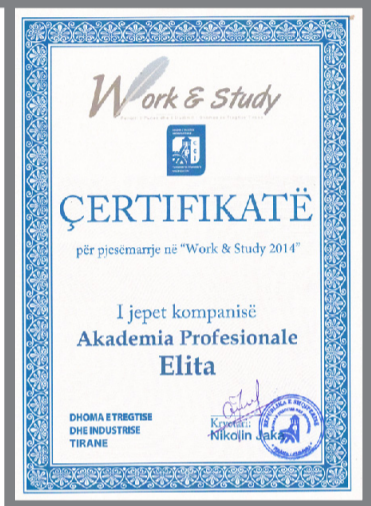 Work & Study
ÇERTIFIKATË
për pjesëmarrje në "Work & Study 2014"
I jepet kompanisë
Akademia Profesionale
Elita
DHOMA E TREGTISE
DHE INDUSTRISE
TIRANE
Kryetari:
Nikolin Jaka